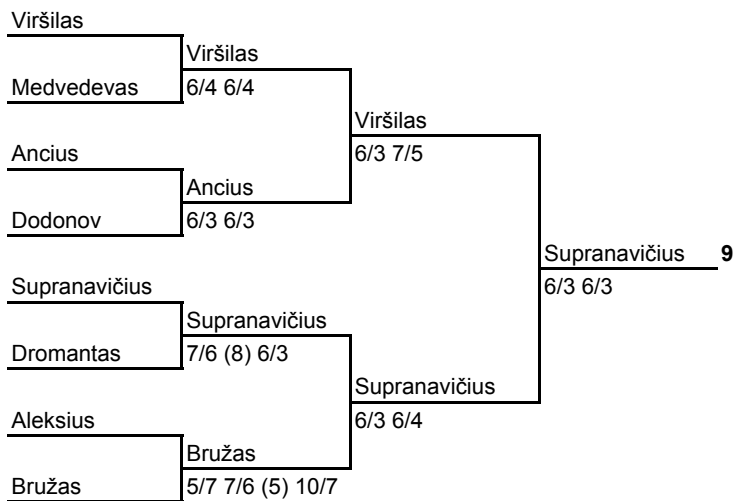 Viršilas
Viršilas
Medvedevas
6/4 6/4
Viršilas
Ancius
6/3 7/5
Ancius
Dodonov
6/3 6/3
Supranavičius 9
Supranavičius
6/3 6/3
Supranavičius
Dromantas
7/6 (8) 6/3
Supranavičius
Aleksius
6/3 6/4
Bružas
Bružas
5/7 7/6 (5) 10/7